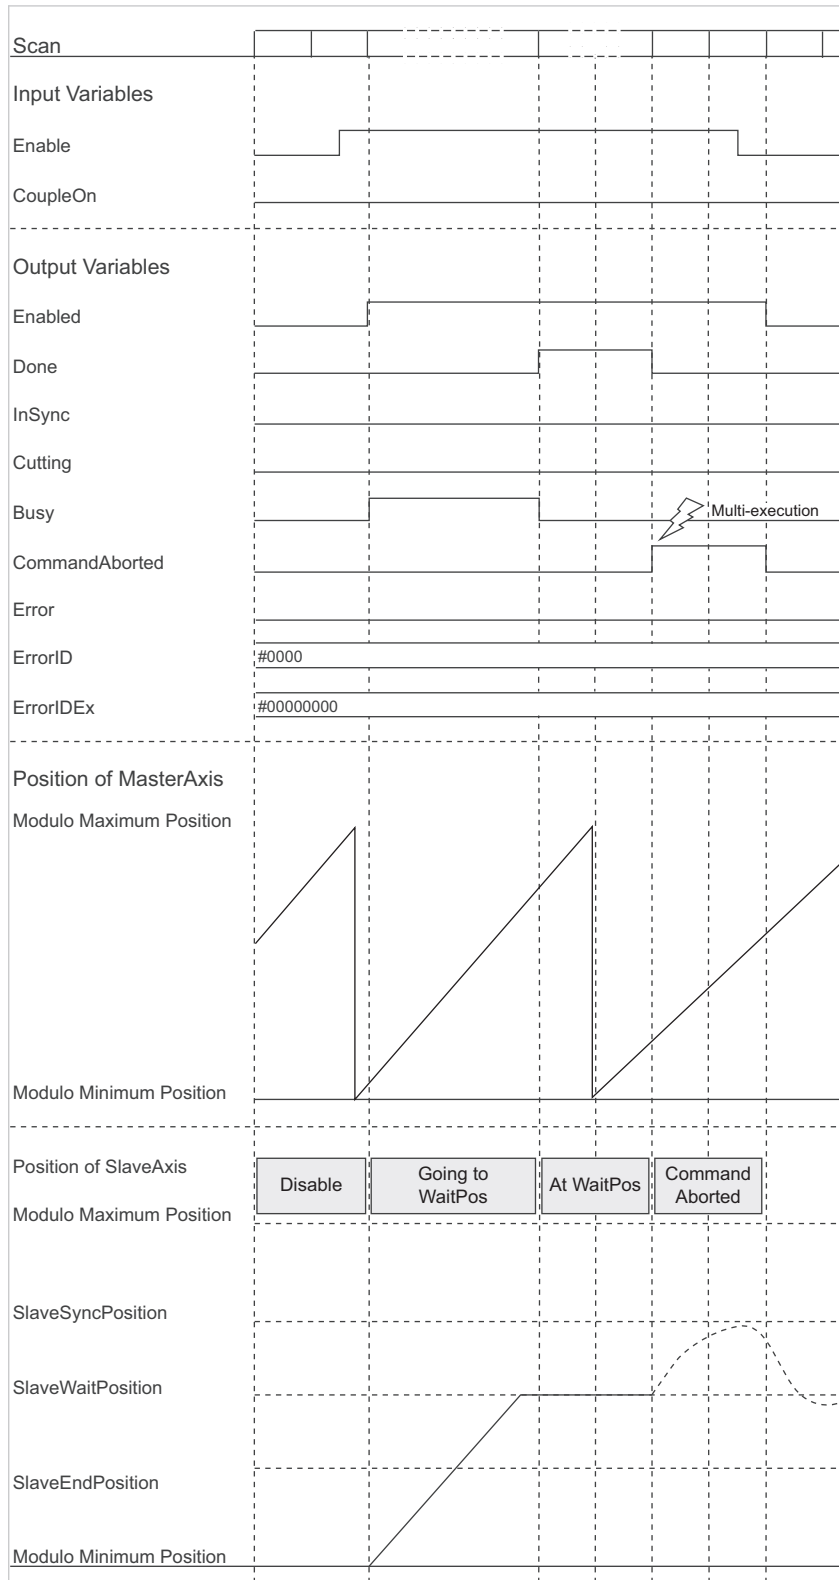 Scan
Input Variables
Enable
CoupleOn
Output Variables
Enabled
Done
InSync
Cutting
Busy
Multi-execution
CommandAborted
Error
ErrorID
#0000
ErrorIDEx
#00000000
Position of MasterAxis
Modulo Maximum Position
Modulo Minimum Position
Position of SlaveAxis
Disable
Going to
WaitPos
At WaitPos
Command
Aborted
Modulo Maximum Position
SlaveSyncPosition
SlaveWaitPosition
SlaveEndPosition
Modulo Minimum Position